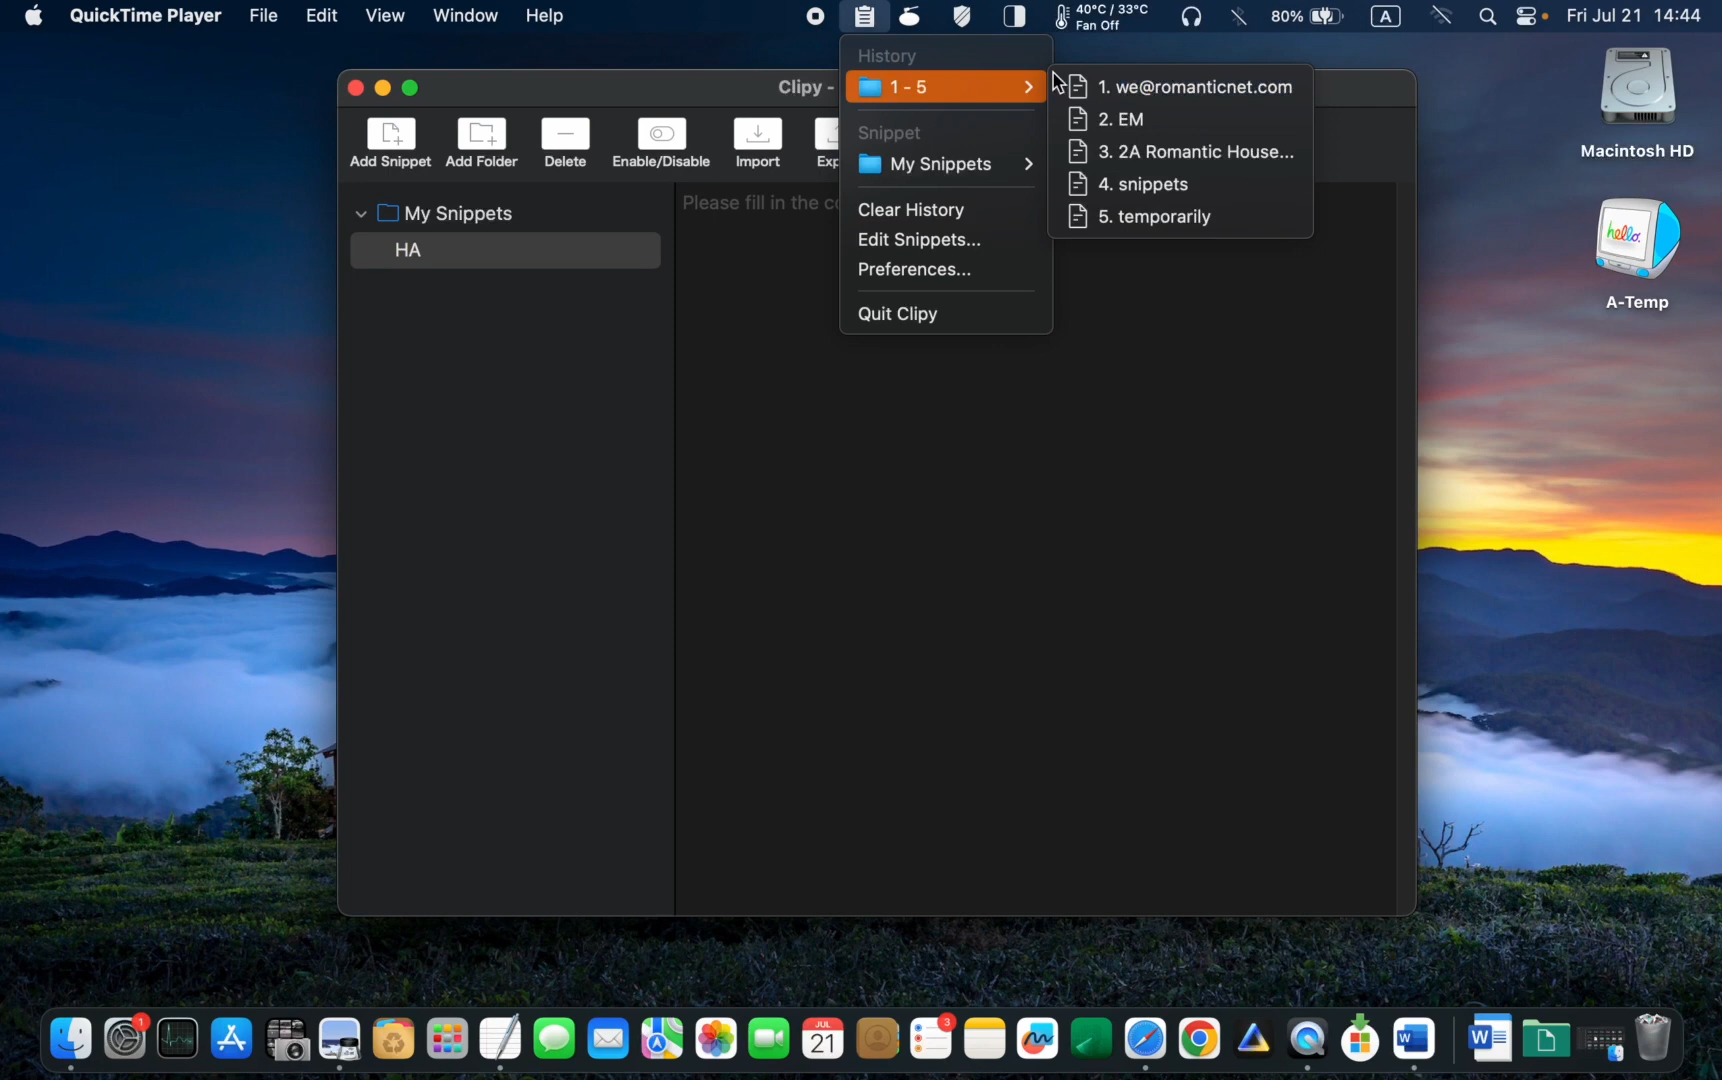 QuickTime Player File Edit View Window Help 40°C / 33°C Fan Off 80% A Fri Jul 21 14:44
Clipy -
Add Snippet Add Folder Delete Enable/Disable Import Exp
My Snippets
HA
Please fill in the co
History
1 - 5
Snippet
My Snippets
Clear History
Edit Snippets...
Preferences...
Quit Clipy
1. we@romanticnet.com
2. EM
3. 2A Romantic House...
4. snippets
5. temporarily
Macintosh HD
hello.
A-Temp
1
JUL
21
3